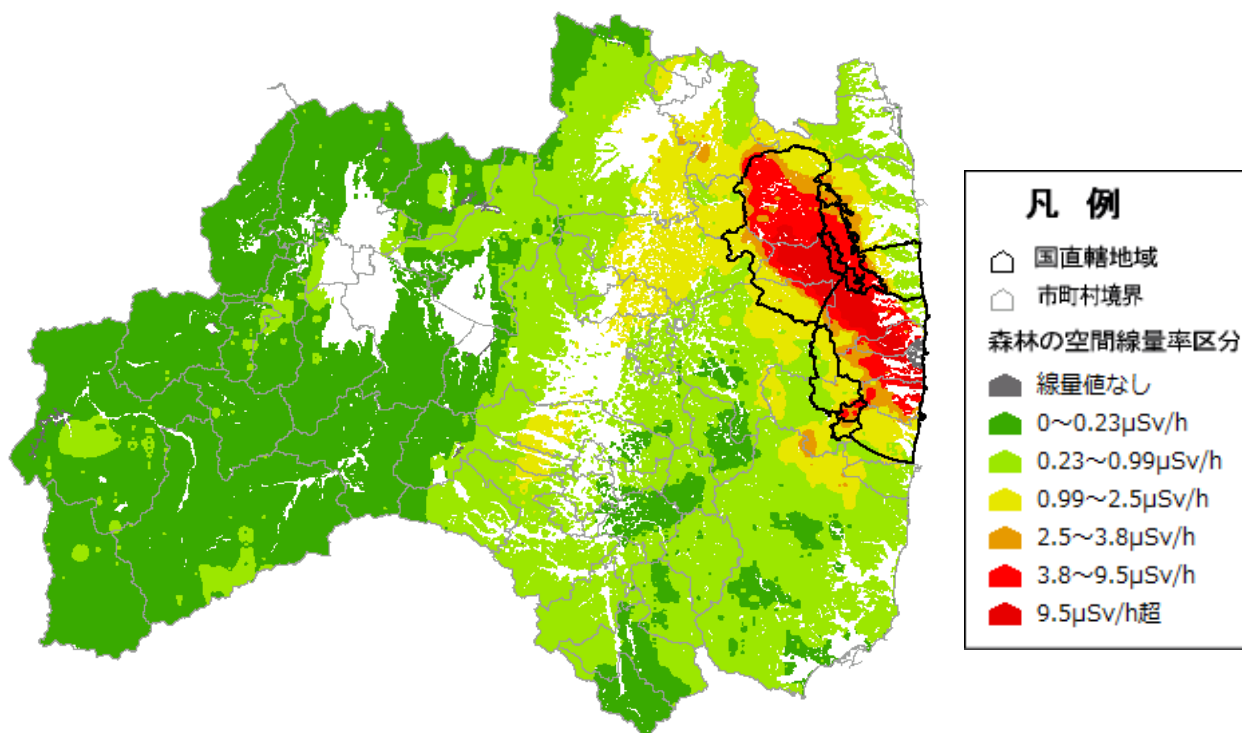 凡 例
国直轄地域
市町村境界
森林の空間線量率区分
線量値なし
0～0.23μSv/h
0.23～0.99μSv/h
0.99～2.5μSv/h
2.5～3.8μSv/h
3.8～9.5μSv/h
9.5μSv/h超